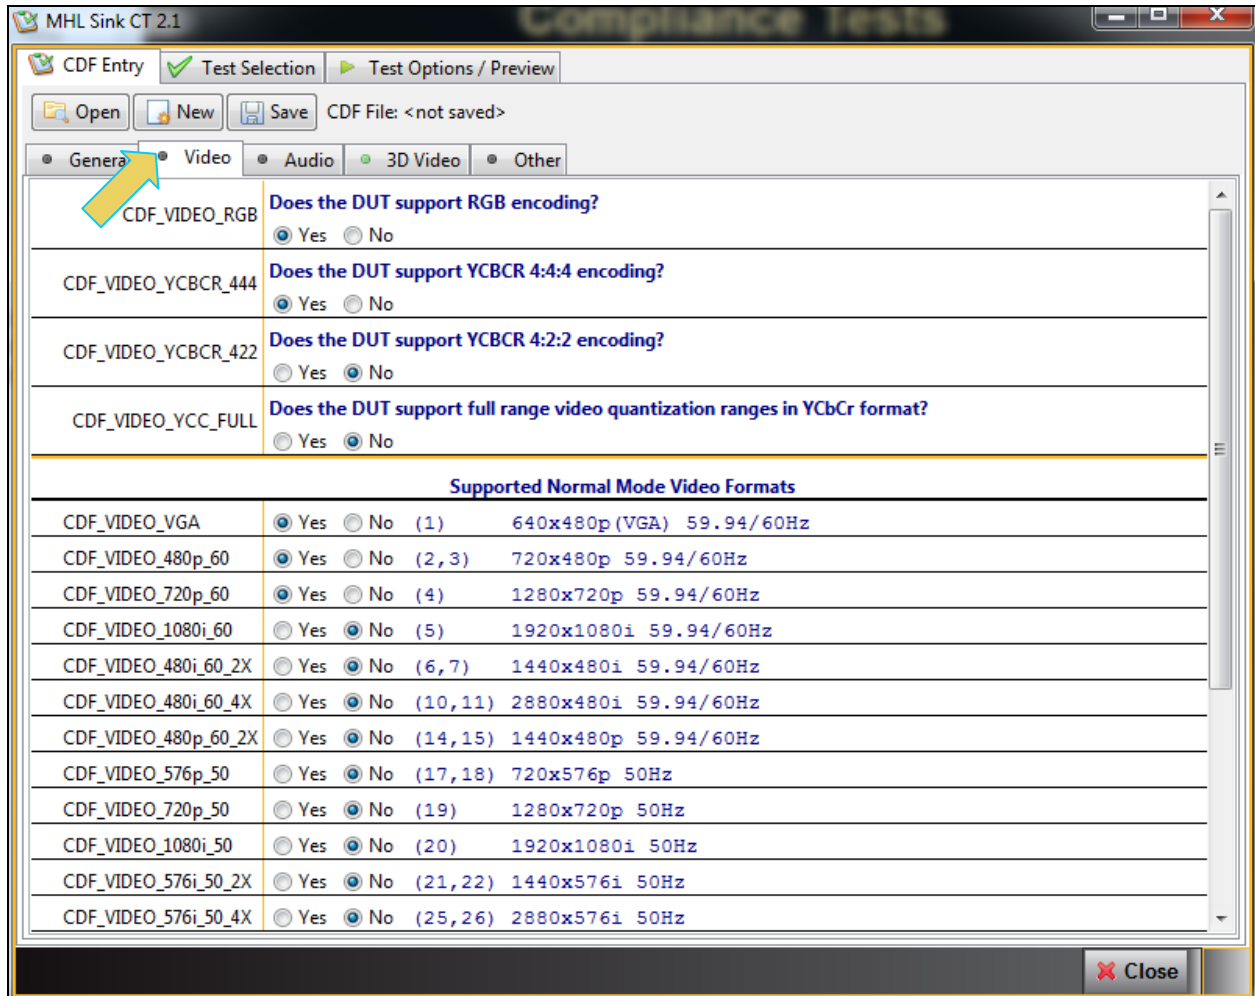 MHL Sink CT 2.1
Compliance Tests
CDF Entry Test Selection Test Options / Preview
Open New Save CDF File: <not saved>
Genera Video Audio 3D Video Other
CDF_VIDEO_RGB Does the DUT support RGB encoding?
Yes No
CDF_VIDEO_YCBCR_444 Does the DUT support YCBCR 4:4:4 encoding?
Yes No
CDF_VIDEO_YCBCR_422 Does the DUT support YCBCR 4:2:2 encoding?
Yes No
CDF_VIDEO_YCC_FULL Does the DUT support full range video quantization ranges in YCbCr format?
Yes No
Supported Normal Mode Video Formats
CDF_VIDEO_VGA Yes No (1) 640x480p(VGA) 59.94/60Hz
CDF_VIDEO_480p_60 Yes No (2,3) 720x480p 59.94/60Hz
CDF_VIDEO_720p_60 Yes No (4) 1280x720p 59.94/60Hz
CDF_VIDEO_1080i_60 Yes No (5) 1920x1080i 59.94/60Hz
CDF_VIDEO_480i_60_2X Yes No (6,7) 1440x480i 59.94/60Hz
CDF_VIDEO_480i_60_4X Yes No (10,11) 2880x480i 59.94/60Hz
CDF_VIDEO_480p_60_2X Yes No (14,15) 1440x480p 59.94/60Hz
CDF_VIDEO_576p_50 Yes No (17,18) 720x576p 50Hz
CDF_VIDEO_720p_50 Yes No (19) 1280x720p 50Hz
CDF_VIDEO_1080i_50 Yes No (20) 1920x1080i 50Hz
CDF_VIDEO_576i_50_2X Yes No (21,22) 1440x576i 50Hz
CDF_VIDEO_576i_50_4X Yes No (25,26) 2880x576i 50Hz
Close